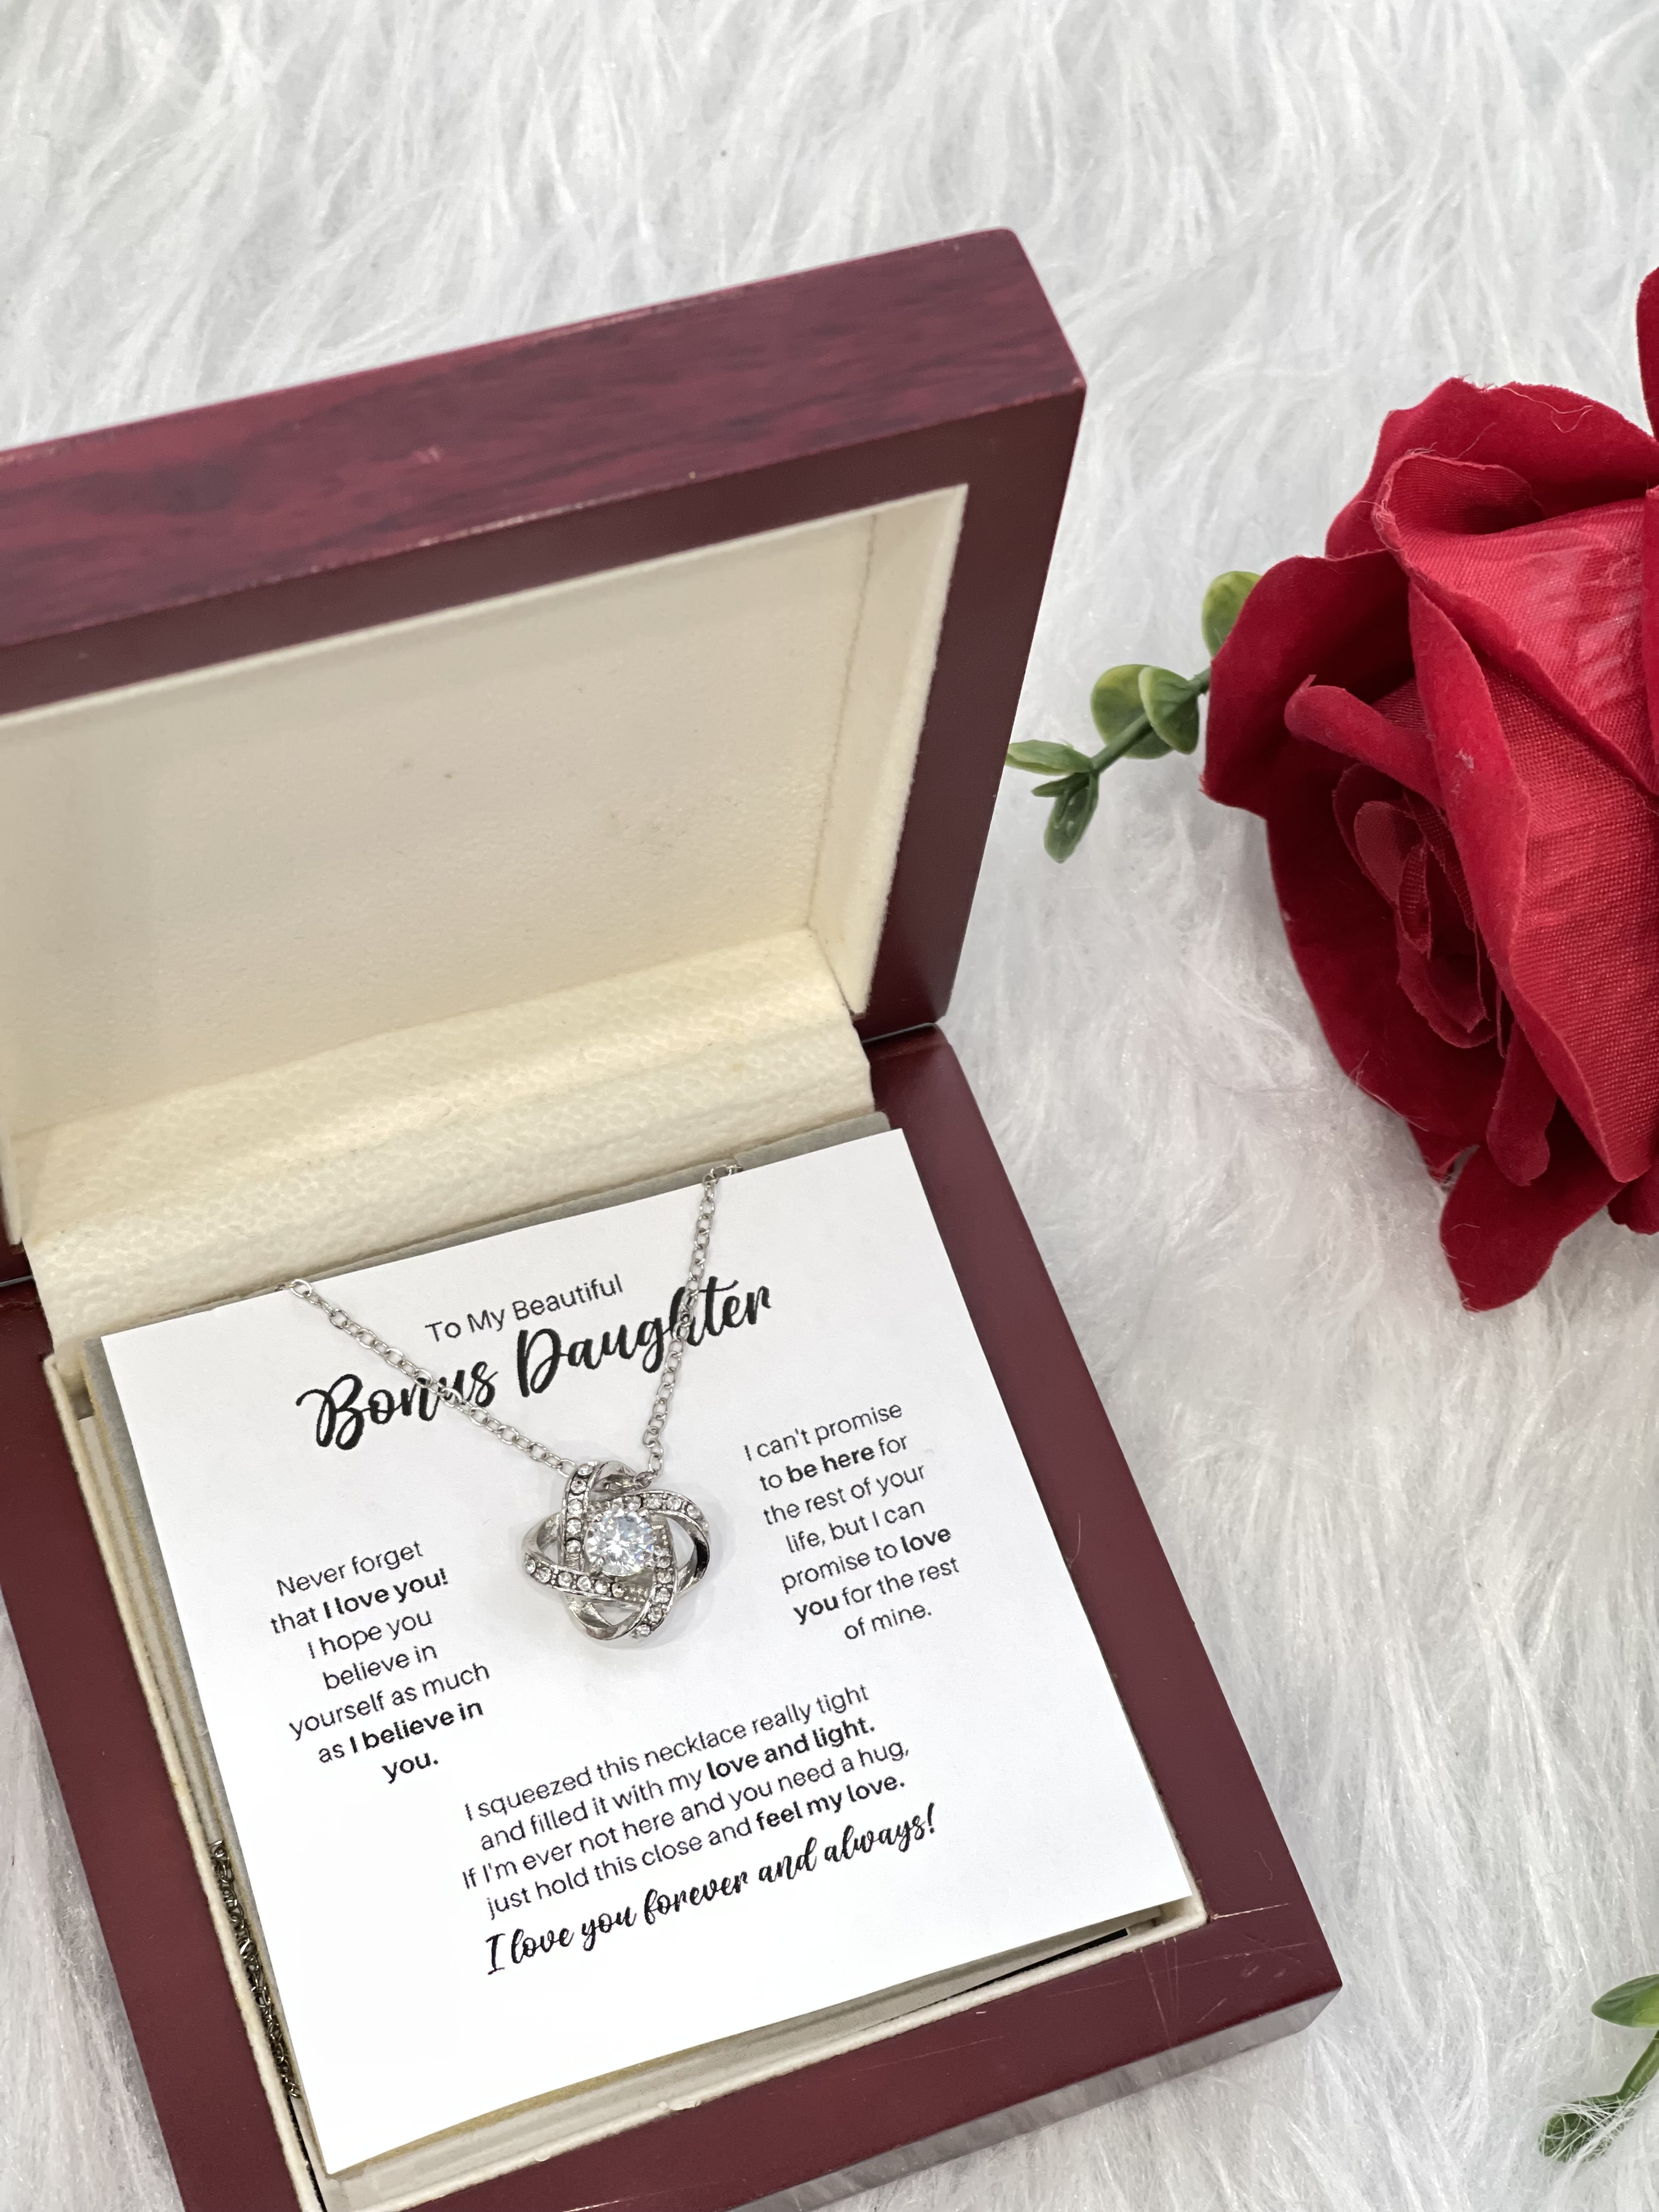 To My Beautiful
Bonus Daughter
Never forget
that I love you!
I hope you
believe in
yourself as much
as I believe in
you.
I can't promise
to be here for
the rest of your
life, but I can
promise to love
you for the rest
of mine.
I squeezed this necklace really tight
and filled it with my love and light.
If I'm ever not here and you need a hug,
just hold this close and feel my love.
I love you forever and always!